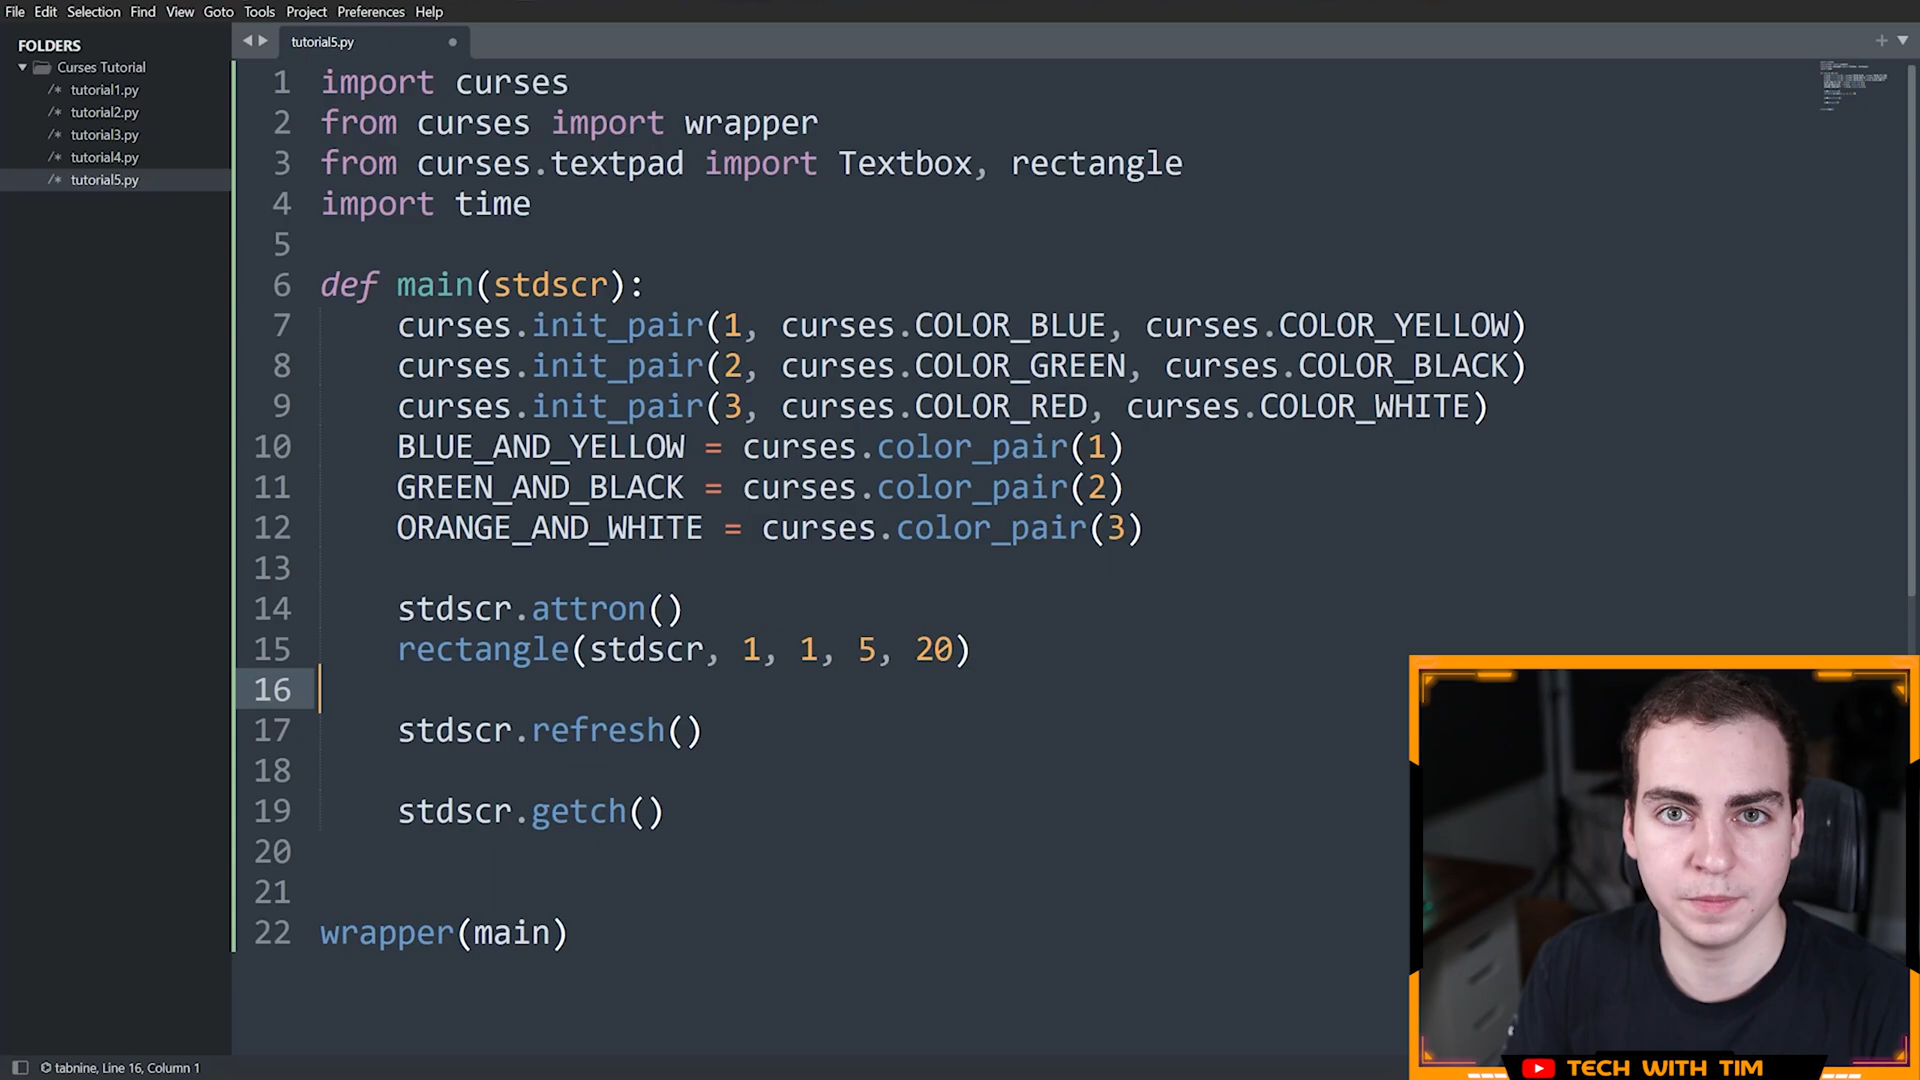 File Edit Selection Find View Goto Tools Project Preferences Help
FOLDERS
Curses Tutorial
/* tutorial1.py
/* tutorial2.py
/* tutorial3.py
/* tutorial4.py
/* tutorial5.py
tutorial5.py
1 import curses
2 from curses import wrapper
3 from curses.textpad import Textbox, rectangle
4 import time
5
6 def main(stdscr):
7 curses.init_pair(1, curses.COLOR_BLUE, curses.COLOR_YELLOW)
8 curses.init_pair(2, curses.COLOR_GREEN, curses.COLOR_BLACK)
9 curses.init_pair(3, curses.COLOR_RED, curses.COLOR_WHITE)
10 BLUE_AND_YELLOW = curses.color_pair(1)
11 GREEN_AND_BLACK = curses.color_pair(2)
12 ORANGE_AND_WHITE = curses.color_pair(3)
13
14 stdscr.attron()
15 rectangle(stdscr, 1, 1, 5, 20)
16
17 stdscr.refresh()
18
19 stdscr.getch()
20
21
22 wrapper(main)
tabnine, Line 16, Column 1
TECH WITH TIM